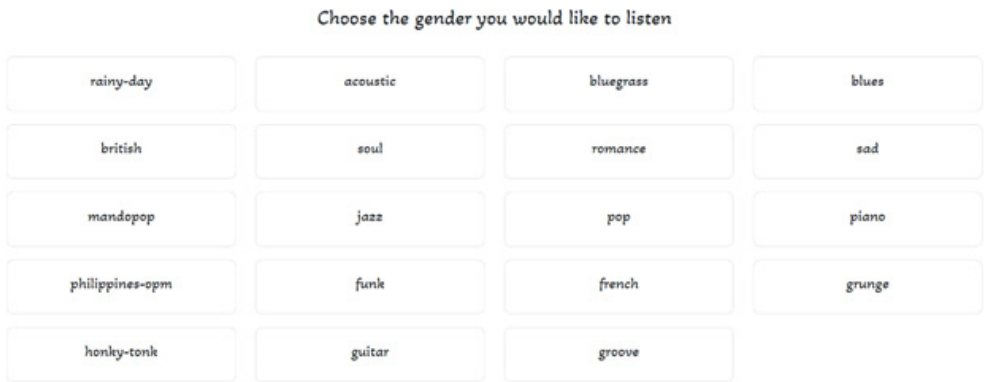 Choose the gender you would like to listen
rainy-day acoustic bluegrass blues
british soul romance sad
mandopop jazz pop piano
philippines-opm funk french grunge
honky-tonk guitar groove